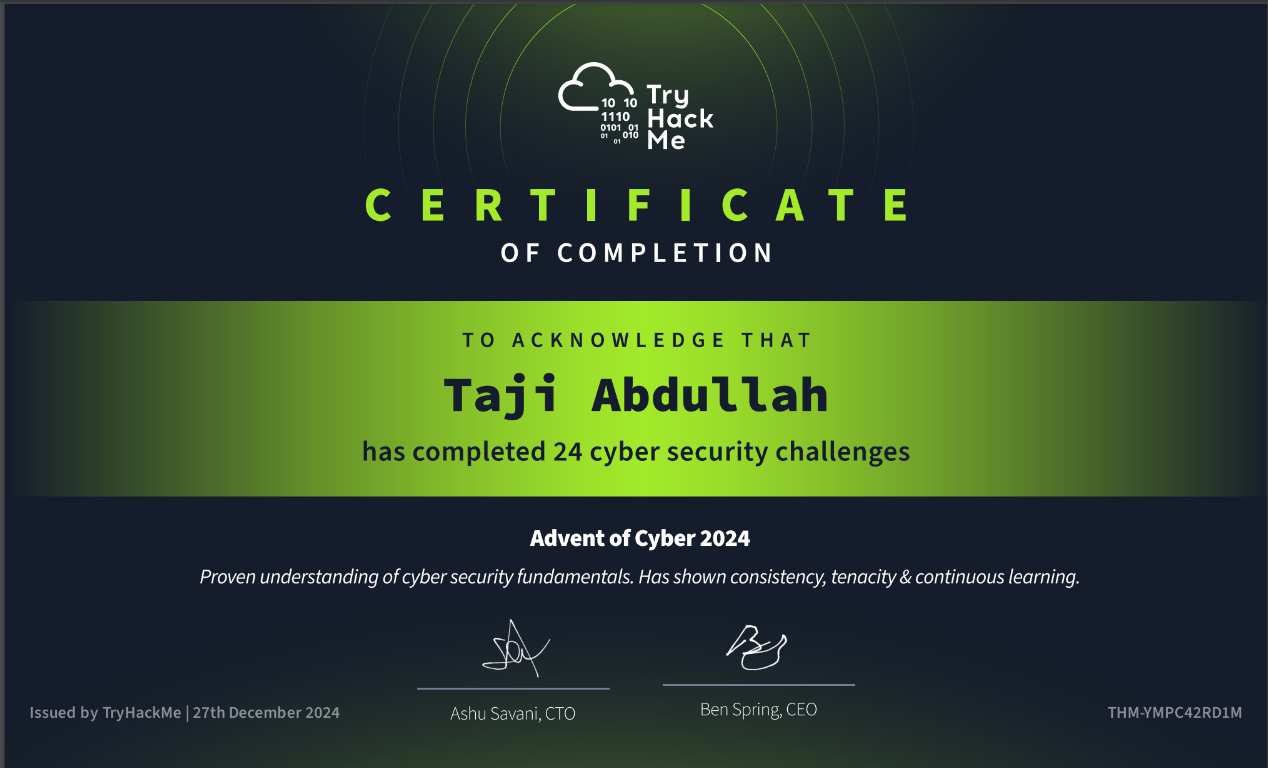 10 10
1110
0101 01
01 010
01
Try
Hack
Me
CERTIFICATE
OF COMPLETION
TO ACKNOWLEDGE THAT
Taji Abdullah
has completed 24 cyber security challenges
Advent of Cyber 2024
Proven understanding of cyber security fundamentals. Has shown consistency, tenacity & continuous learning.
Ashu Savani, CTO
Ben Spring, CEO
Issued by TryHackMe | 27th December 2024
THM-YMPC42RD1M